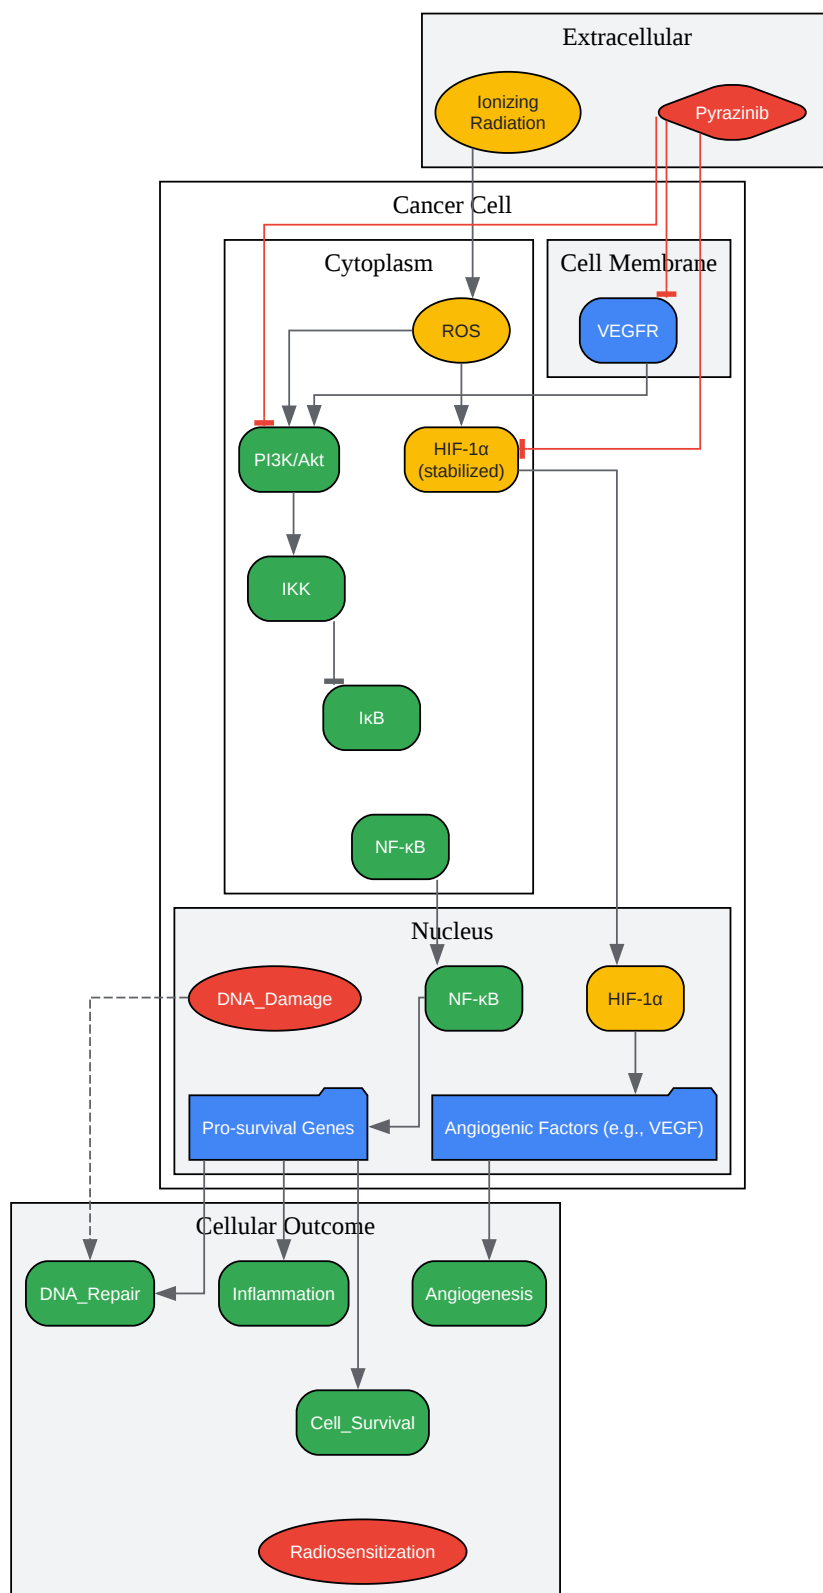 Extracellular
Ionizing
Radiation
Pyrazinib
Cancer Cell
Cytoplasm
Cell Membrane
ROS
VEGFR
PI3K/Akt
HIF-1α
(stabilized)
IKK
IκB
NF-κB
Nucleus
DNA_Damage
NF-κB
HIF-1α
Pro-survival Genes
Angiogenic Factors (e.g., VEGF)
Cellular Outcome
DNA_Repair
Inflammation
Angiogenesis
Cell_Survival
Radiosensitization